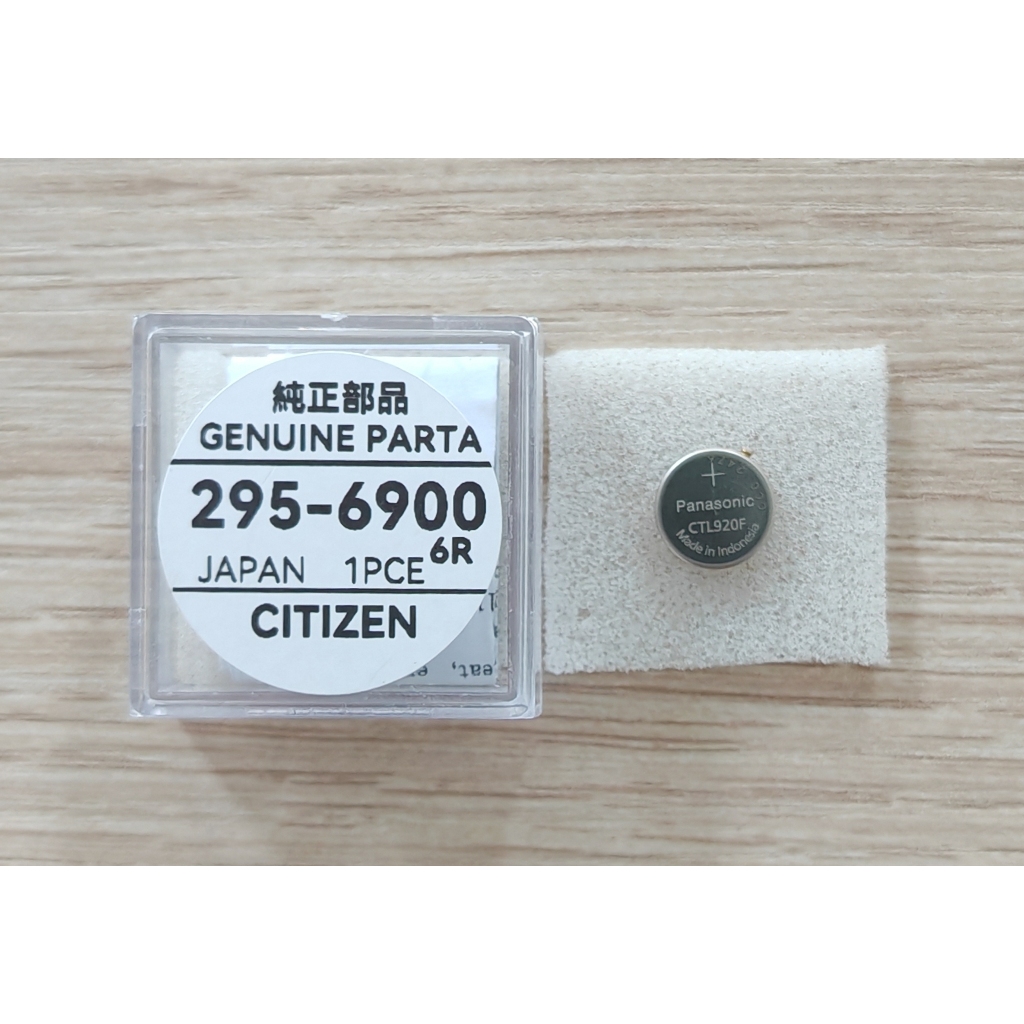 純正部品
GENUINE PARTA
295-6900
6R
JAPAN 1PCE
CITIZEN
+
Panasonic
CTL920F
Made in Indonesia